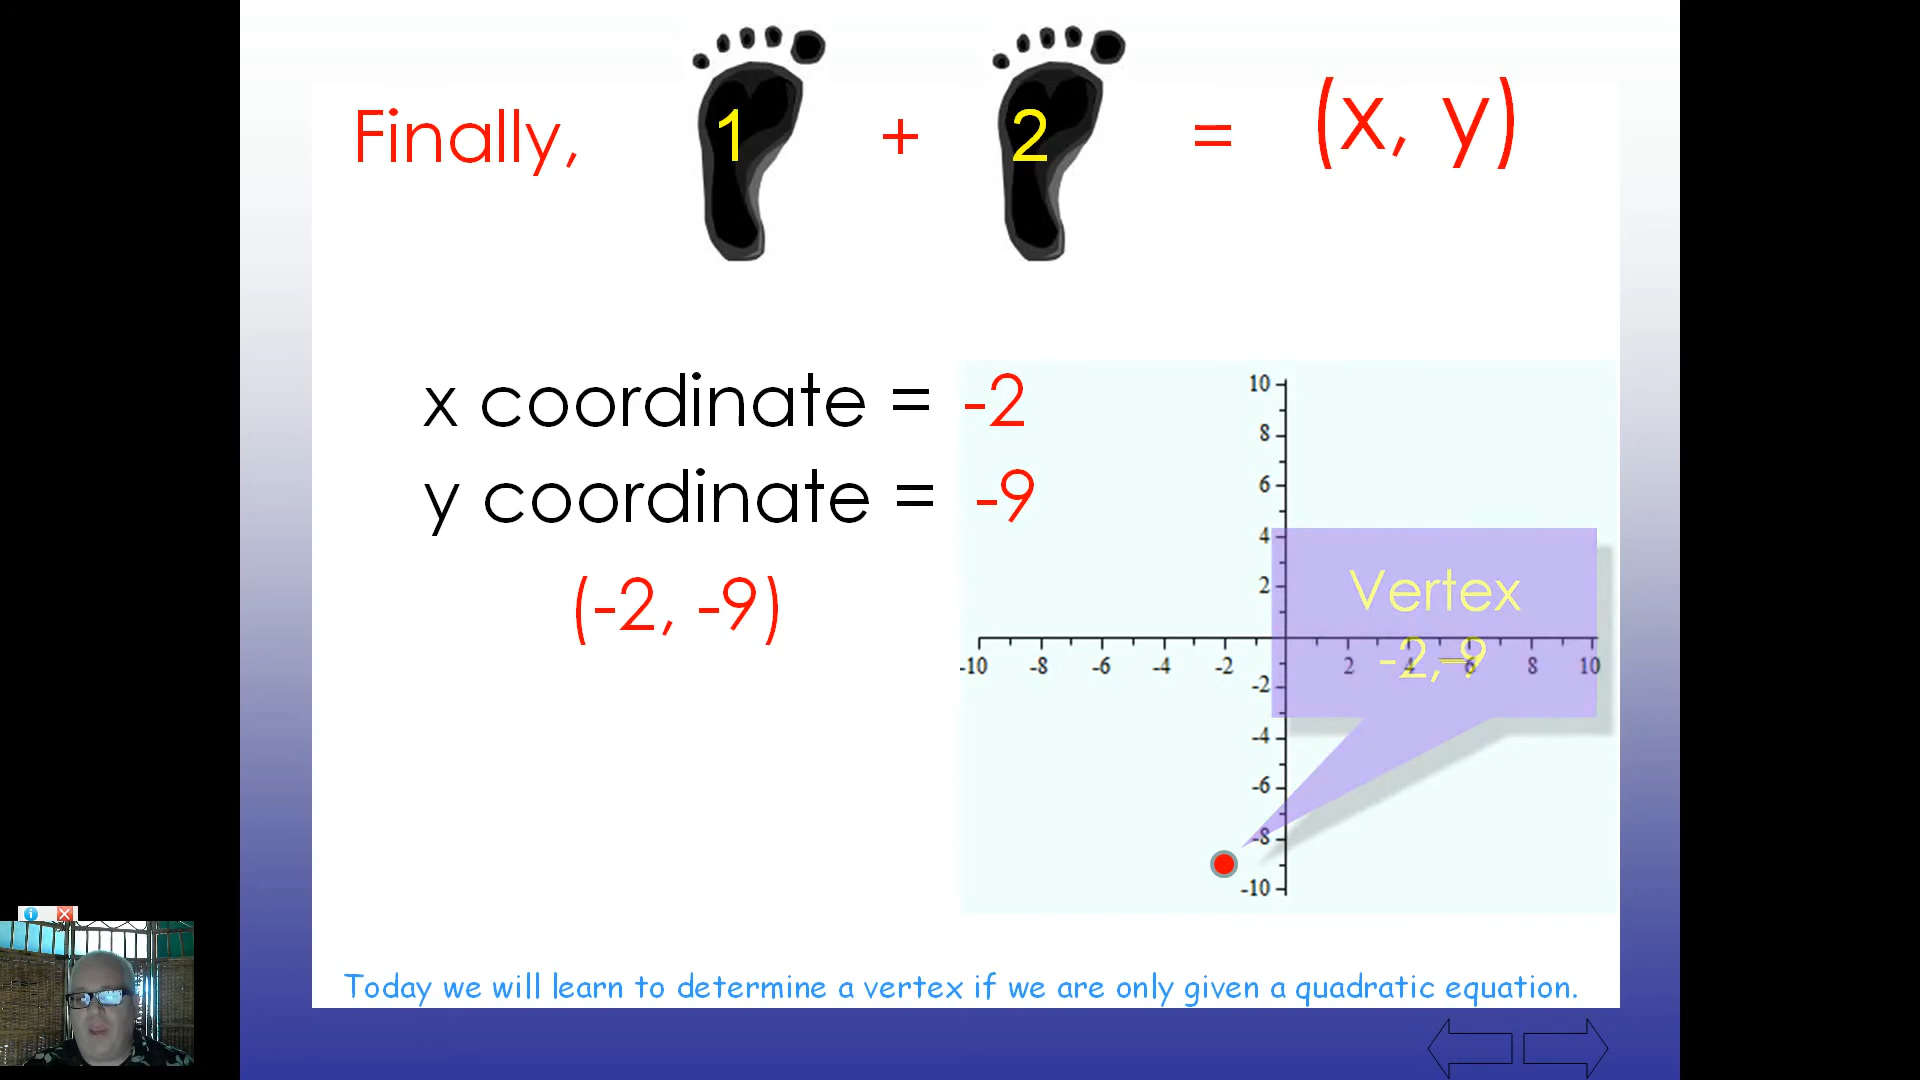 Finally, 1 + 2 = (x, y)
x coordinate = -2
y coordinate = -9
(-2, -9)
10
8
6
4
2
Vertex
-2,-9
-10 -8 -6 -4 -2 2 4 6 8 10
-2
-4
-6
-8
-10
Today we will learn to determine a vertex if we are only given a quadratic equation.